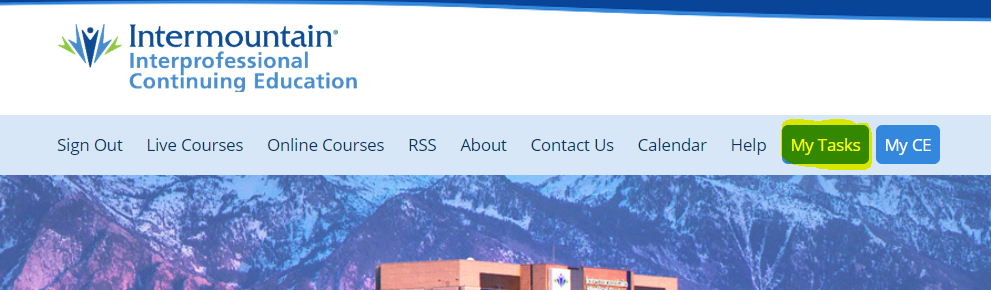 Intermountain®
Interprofessional
Continuing Education
Sign Out Live Courses Online Courses RSS About Contact Us Calendar Help My Tasks My CE
Intermountain